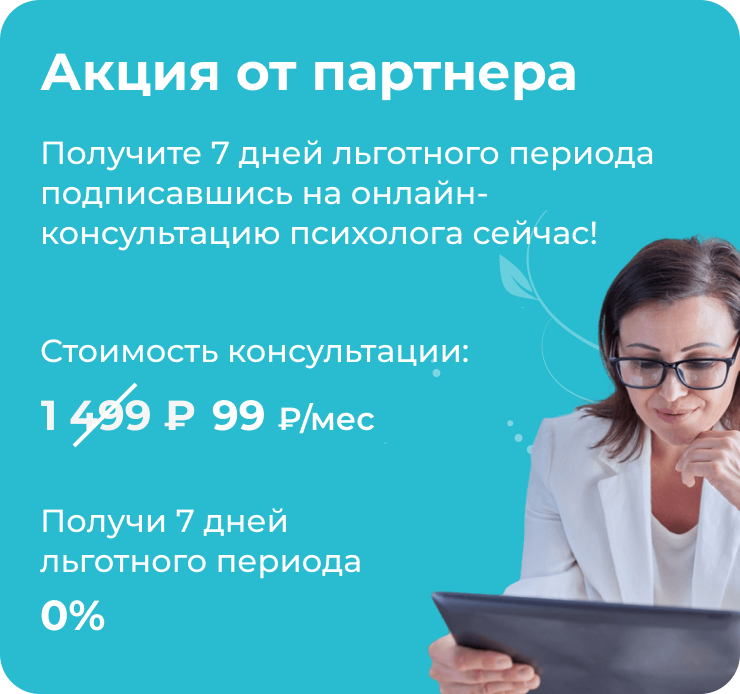 Акция от партнера
Получите 7 дней льготного периода
подписавшись на онлайн-
консультацию психолога сейчас!
Стоимость консультации:
1 499 ₽ 99 ₽/мес
Получи 7 дней
льготного периода
0%